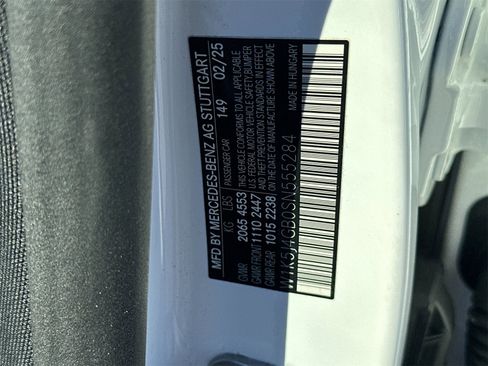 MFD BY MERCEDES-BENZ AG STUTTGART
PASSENGER CAR 149 02/25
KG LBS
GMWR 2065 4553
GAWR FRONT 1110 2447
GAWR REAR 1015 2238
THIS VEHICLE CONFORMS TO ALL APPLICABLE
U.S. FEDERAL MOTOR VEHICLE SAFETY, BUMPER
AND THEFT PREVENTION STANDARDS IN EFFECT
ON THE DATE OF MANUFACTURE SHOWN ABOVE
MADE IN HUNGARY
W1K5J4GB0SN555284